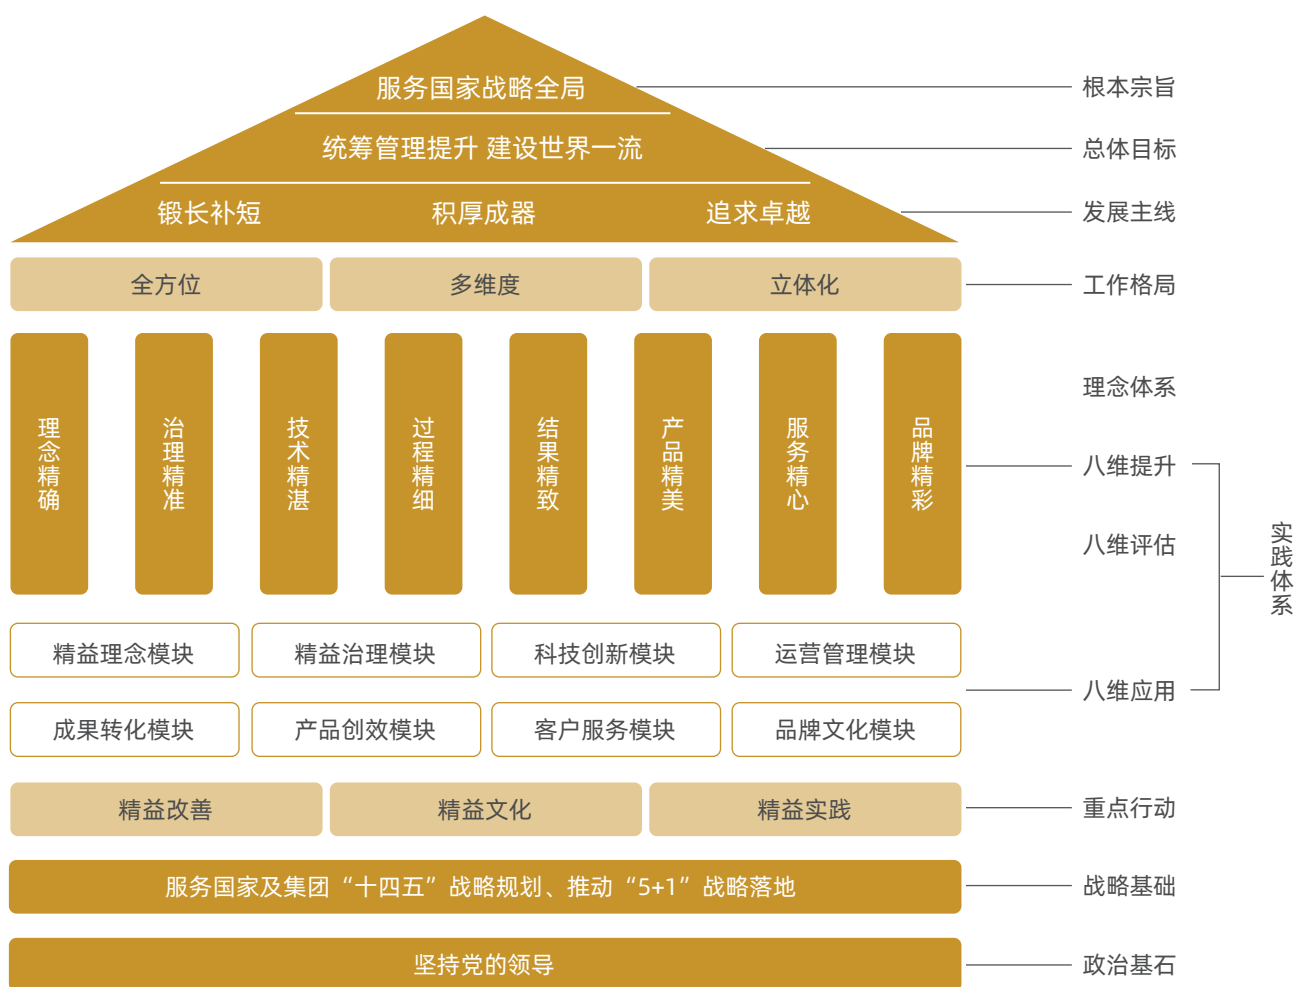 服务国家战略全局
根本宗旨
统筹管理提升 建设世界一流
总体目标
锻长补短 积厚成器 追求卓越
发展主线
全方位 多维度 立体化
工作格局
理念精确
治理精准
技术精湛
过程精细
结果精致
产品精美
服务精心
品牌精彩
理念体系
八维提升
八维评估
实践体系
精益理念模块 精益治理模块 科技创新模块 运营管理模块
八维应用
成果转化模块 产品创效模块 客户服务模块 品牌文化模块
精益改善 精益文化 精益实践
重点行动
服务国家及集团“十四五”战略规划、推动“5+1”战略落地
战略基础
坚持党的领导
政治基石